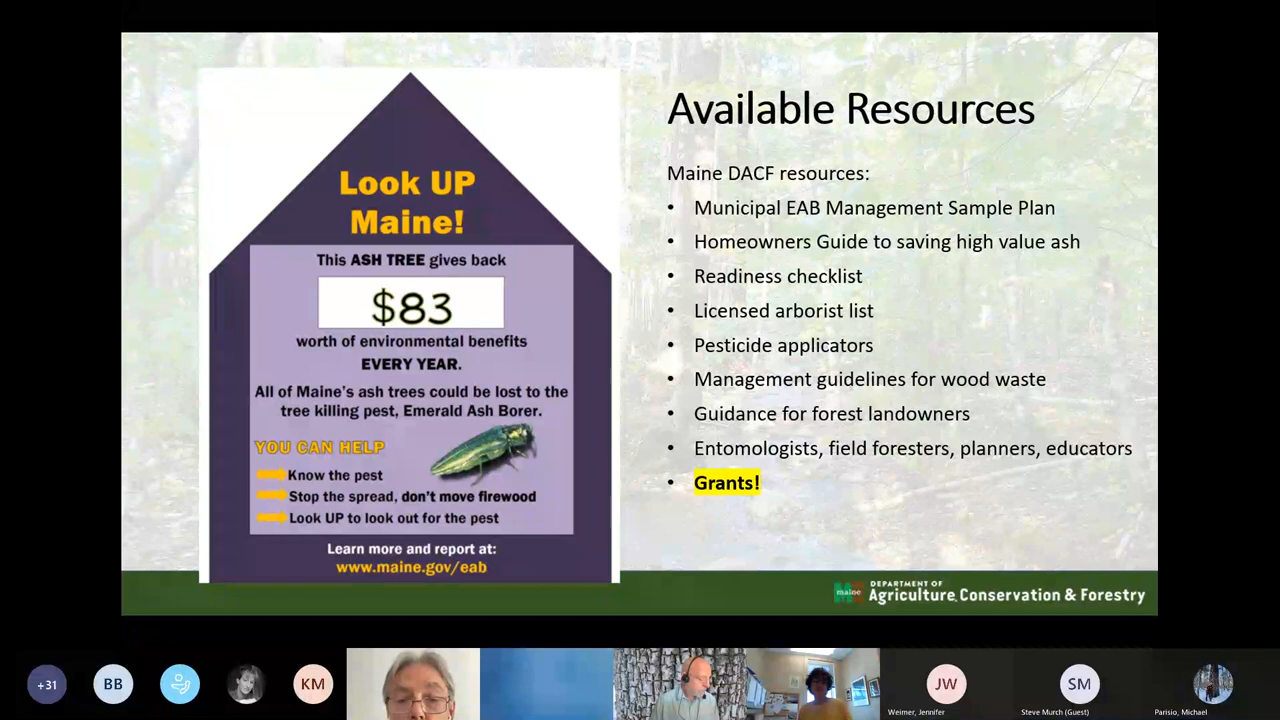 Look UP
Maine!
This ASH TREE gives back
$83
worth of environmental benefits
EVERY YEAR.
All of Maine's ash trees could be lost to the
tree killing pest, Emerald Ash Borer.
YOU CAN HELP
Know the pest
Stop the spread, don't move firewood
Look UP to look out for the pest
Learn more and report at:
www.maine.gov/eab
Available Resources
Maine DACF resources:
• Municipal EAB Management Sample Plan
• Homeowners Guide to saving high value ash
• Readiness checklist
• Licensed arborist list
• Pesticide applicators
• Management guidelines for wood waste
• Guidance for forest landowners
• Entomologists, field foresters, planners, educators
• Grants!
maine
DEPARTMENT OF
Agriculture, Conservation & Forestry
+31
BB
KM
JW
SM
Weimer, Jennifer
Steve Murch (Guest)
Parisio, Michael